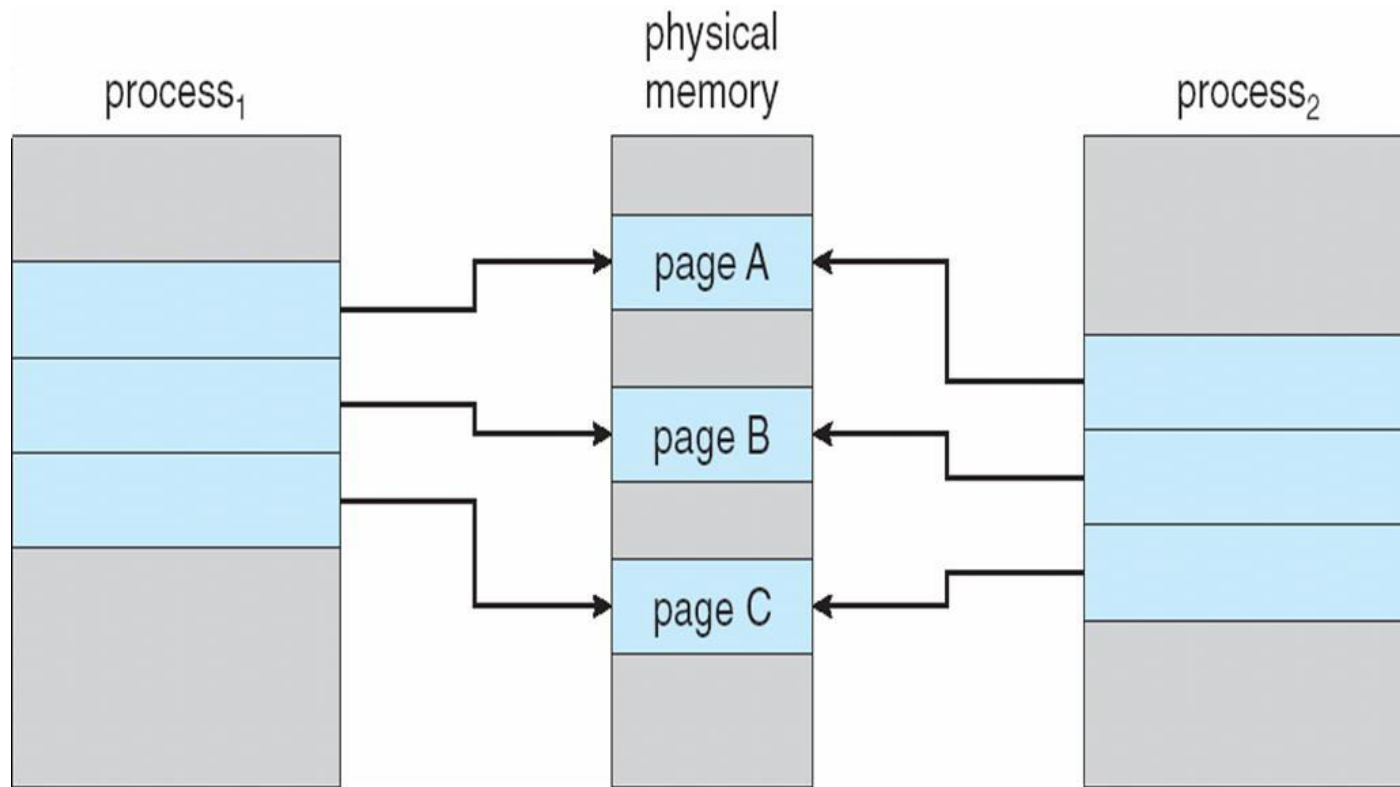 physical
memory
process₁
process₂
page A
page B
page C